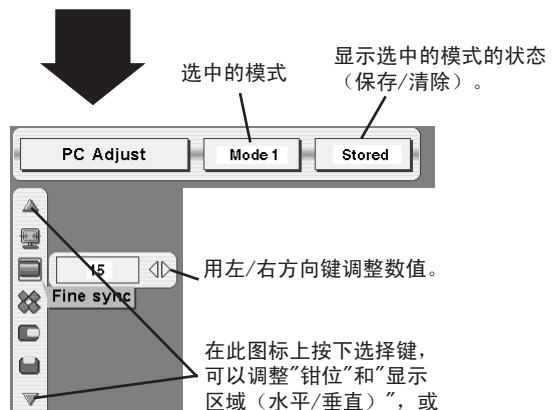 显示选中的模式的状态
（保存/清除）。
选中的模式
PC Adjust
Mode 1
Stored
15
用左/右方向键调整数值。
Fine sync
在此图标上按下选择键，
可以调整"钳位"和"显示
区域（水平/垂直）"，或